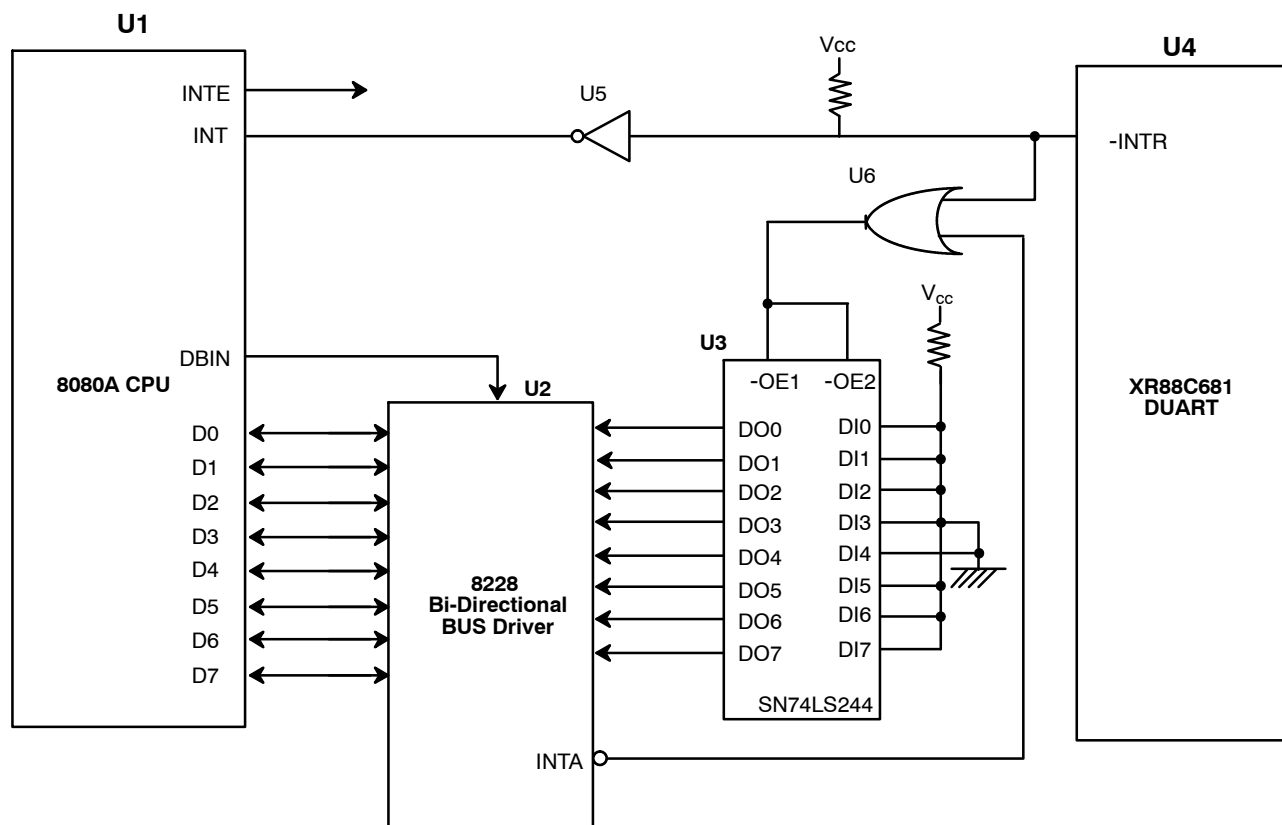 U1
U4
Vcc
U5
INTE
INT
-INTR
U6
Vcc
DBIN
U3
U2
-OE1 -OE2
8080A CPU
XR88C681
DUART
D0
D1
D2
D3
D4
D5
D6
D7
8228
Bi-Directional
BUS Driver
DO0 DI0
DO1 DI1
DO2 DI2
DO3 DI3
DO4 DI4
DO5 DI5
DO6 DI6
DO7 DI7
SN74LS244
INTA